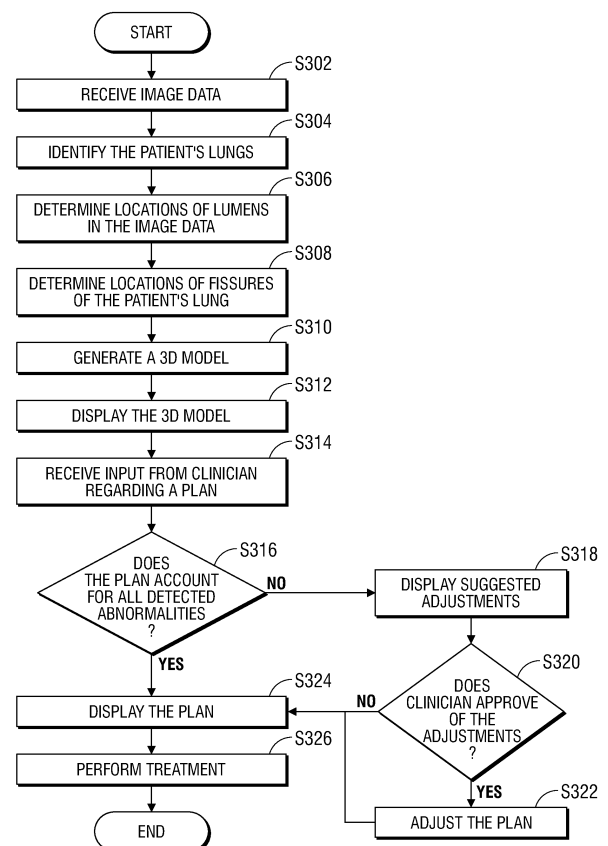 START
S302
RECEIVE IMAGE DATA
S304
IDENTIFY THE PATIENT'S LUNGS
S306
DETERMINE LOCATIONS OF LUMENS
IN THE IMAGE DATA
S308
DETERMINE LOCATIONS OF FISSURES
OF THE PATIENT'S LUNG
S310
GENERATE A 3D MODEL
S312
DISPLAY THE 3D MODEL
S314
RECEIVE INPUT FROM CLINICIAN
REGARDING A PLAN
S316
DOES
THE PLAN ACCOUNT
FOR ALL DETECTED
ABNORMALITIES
?
NO
YES
S318
DISPLAY SUGGESTED
ADJUSTMENTS
S320
DOES
CLINICIAN APPROVE
OF THE
ADJUSTMENTS
?
NO
YES
S322
ADJUST THE PLAN
S324
DISPLAY THE PLAN
S326
PERFORM TREATMENT
END